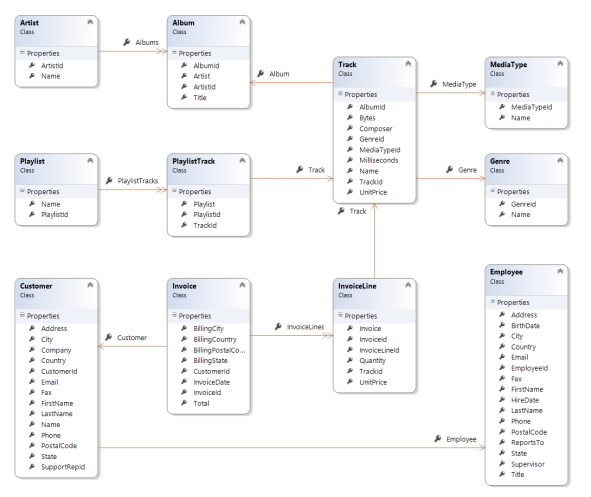 Artist
Class
Properties
ArtistId
Name
Albums
Album
Class
Properties
AlbumId
Artist
ArtistId
Title
Album
Track
Class
Properties
AlbumId
Bytes
Composer
GenreId
MediaTypeId
Milliseconds
Name
TrackId
UnitPrice
MediaType
MediaType
Class
Properties
MediaTypeId
Name
Playlist
Class
Properties
Name
PlaylistId
PlaylistTracks
PlaylistTrack
Class
Properties
Playlist
PlaylistId
TrackId
Track
Genre
Genre
Class
Properties
GenreId
Name
Track
Customer
Class
Properties
Address
City
Company
Country
CustomerId
Email
Fax
FirstName
LastName
Name
Phone
PostalCode
State
SupportRepId
Customer
Invoice
Class
Properties
BillingCity
BillingCountry
BillingPostalCo...
BillingState
CustomerId
InvoiceDate
InvoiceId
Total
InvoiceLines
InvoiceLine
Class
Properties
Invoice
InvoiceId
InvoiceLineId
Quantity
TrackId
UnitPrice
Employee
Employee
Class
Properties
Address
BirthDate
City
Country
Email
EmployeeId
Fax
FirstName
HireDate
LastName
Phone
PostalCode
ReportsTo
State
Supervisor
Title